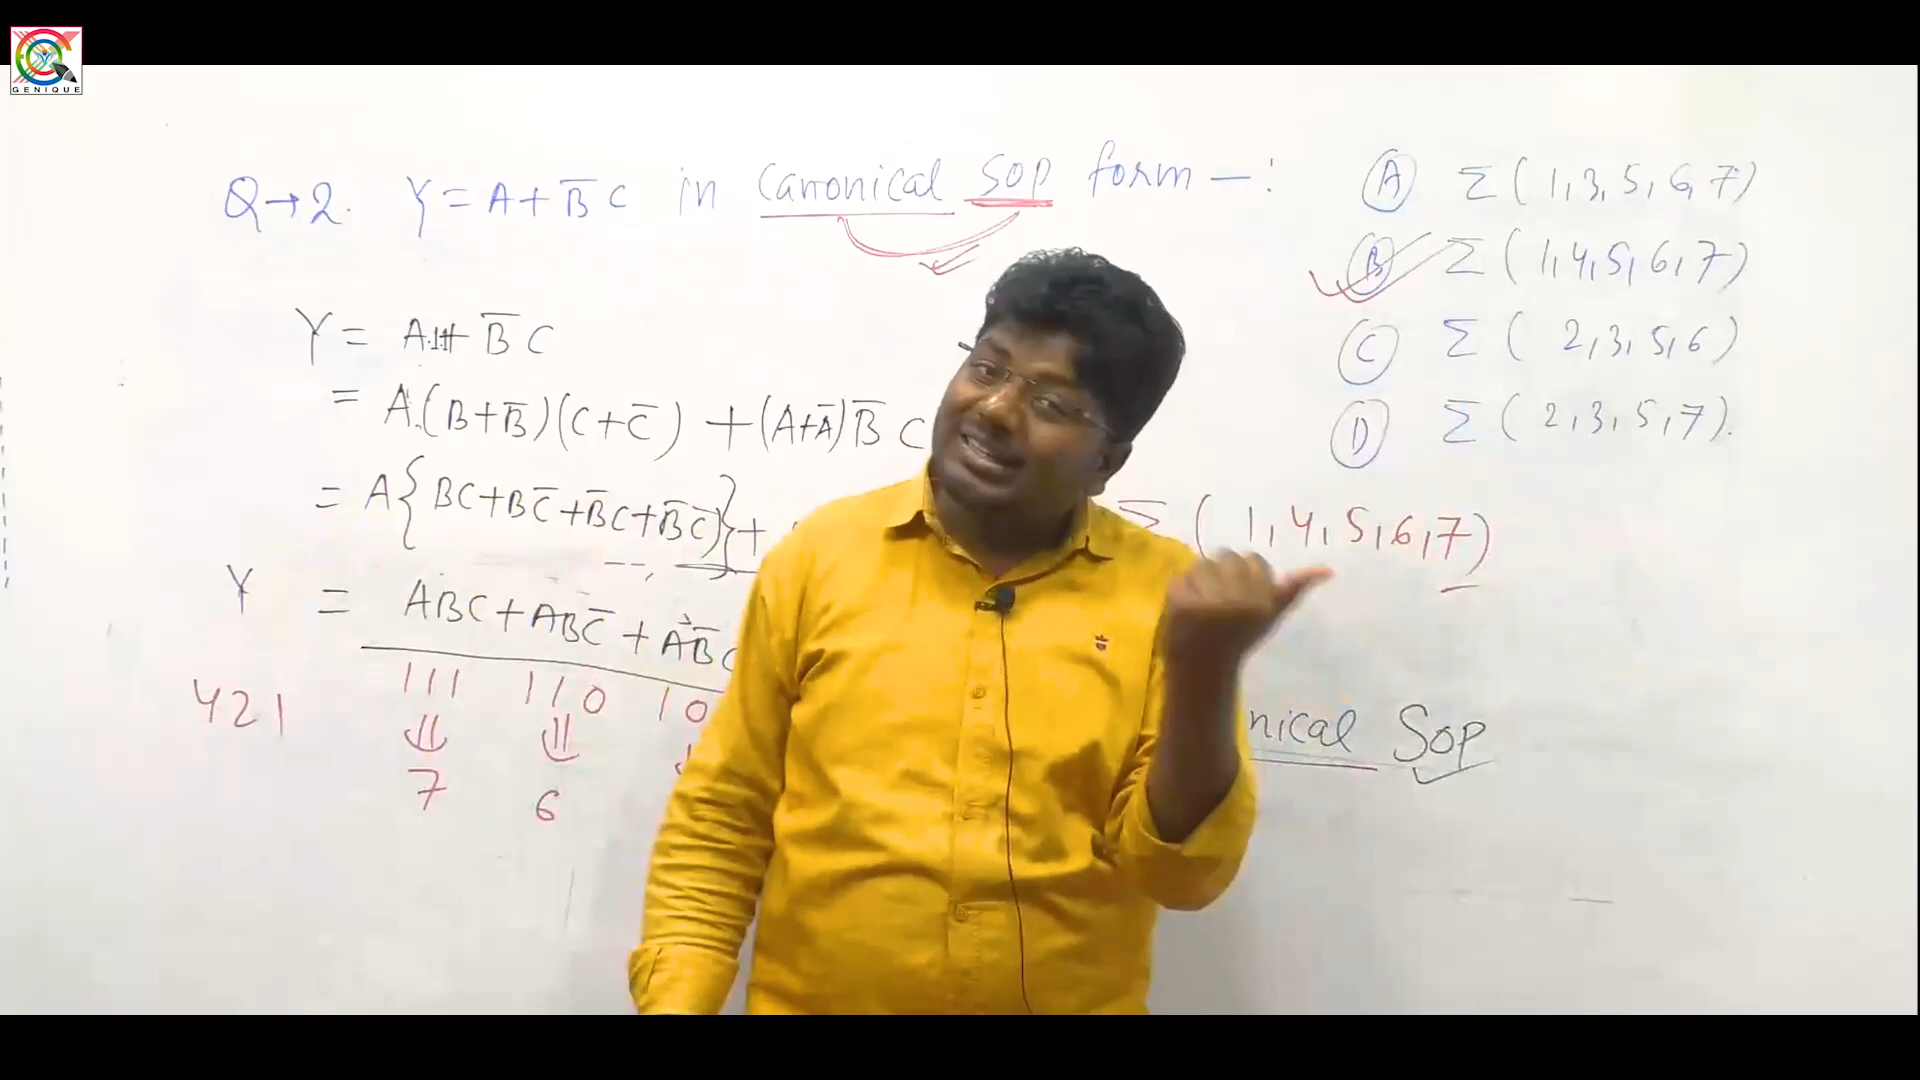 GENIQUE
Q→2. Y = A + B̅ C in Canonical SOP form — :
(A) Σ ( 1, 3, 5, 6, 7 )
(B) Σ ( 1, 4, 5, 6, 7 )
(C) Σ ( 2, 3, 5, 6 )
(D) Σ ( 2, 3, 5, 7 ).
Y = A.1.1 + B̅ C
= A.(B+B̅)(C+C̅) + (A+A̅) B̅ C
= A{ BC + BC̅ + B̅C + B̅C̅ } +
Σ ( 1, 4, 5, 6, 7 )
Y = ABC + ABC̅ + AB̅C
421 111 110 10
7 6
SOP